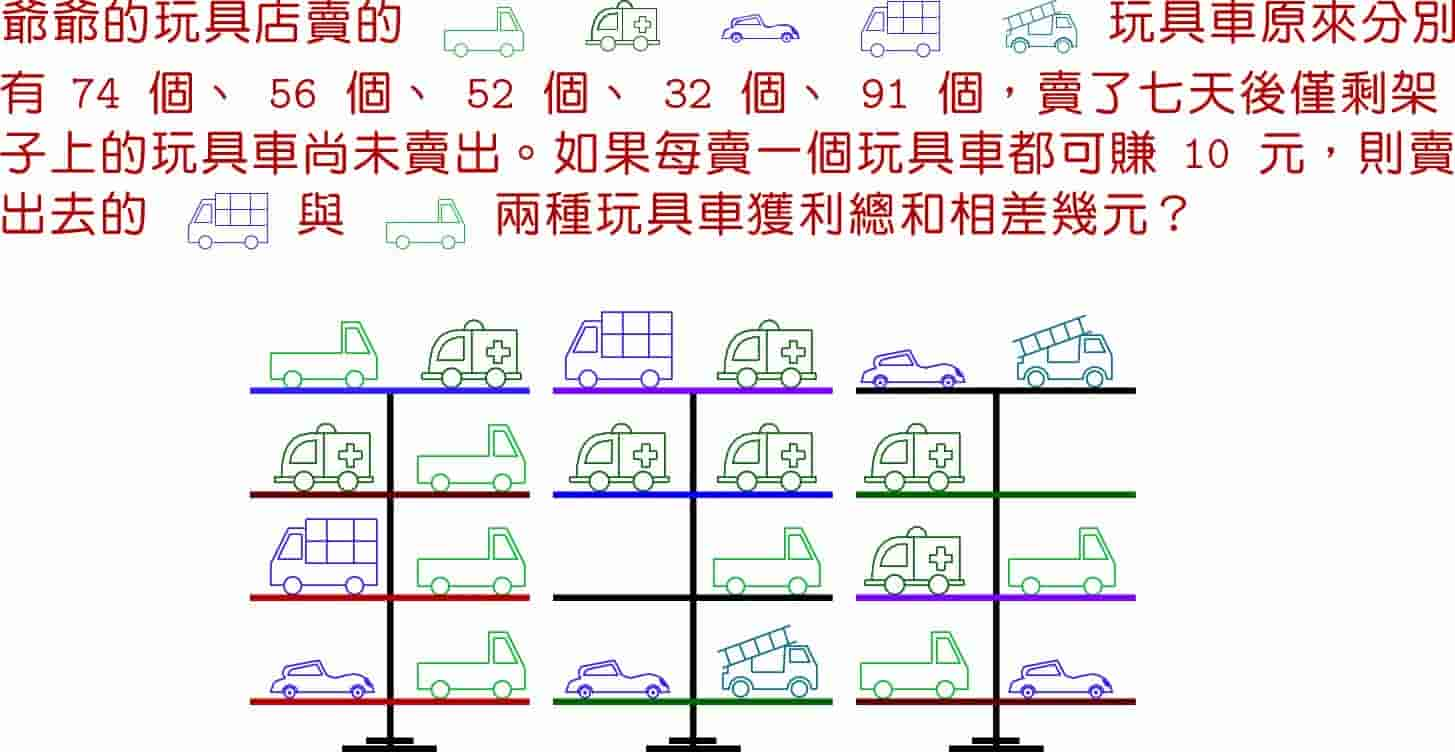 爺爺的玩具店賣的 玩具車原來分別
有 74 個、 56 個、 52 個、 32 個、 91 個，賣了七天後僅剩架
子上的玩具車尚未賣出。如果每賣一個玩具車都可賺 10 元，則賣
出去的 與 兩種玩具車獲利總和相差幾元？